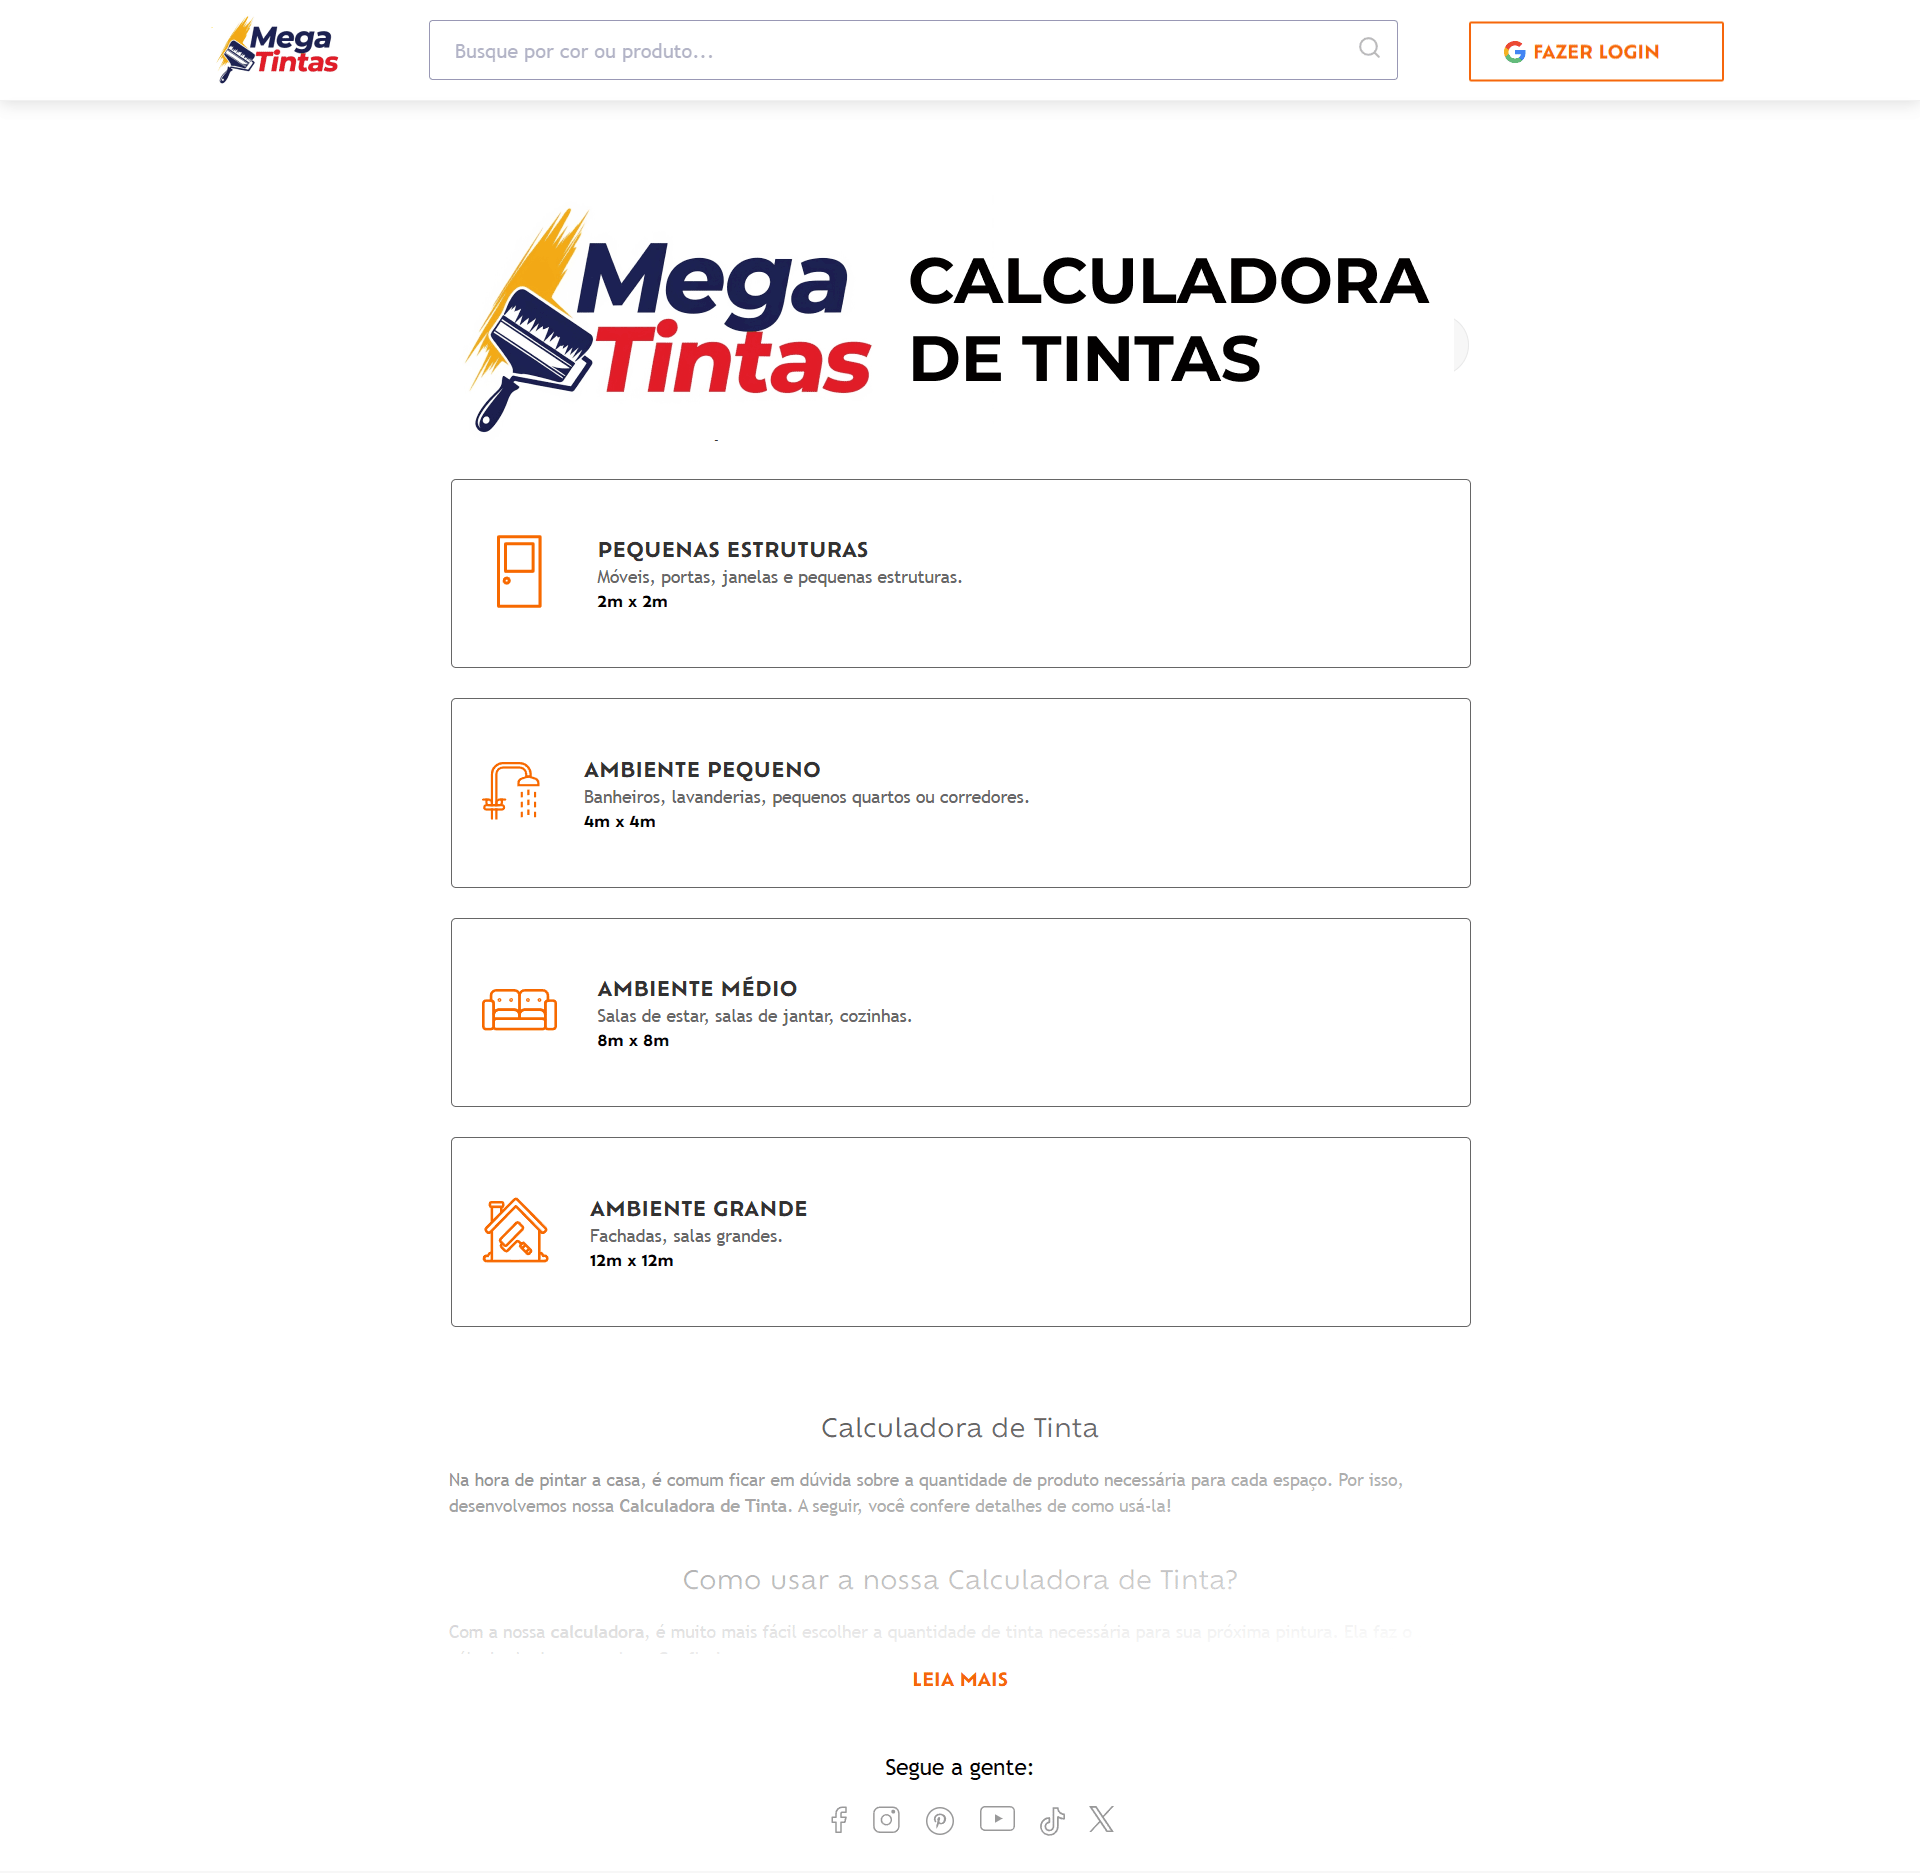 Mega
Tintas
Busque por cor ou produto...
FAZER LOGIN
Mega
Tintas
CALCULADORA
DE TINTAS
PEQUENAS ESTRUTURAS
Móveis, portas, janelas e pequenas estruturas.
2m x 2m
AMBIENTE PEQUENO
Banheiros, lavanderias, pequenos quartos ou corredores.
4m x 4m
AMBIENTE MÉDIO
Salas de estar, salas de jantar, cozinhas.
8m x 8m
AMBIENTE GRANDE
Fachadas, salas grandes.
12m x 12m
Calculadora de Tinta
Na hora de pintar a casa, é comum ficar em dúvida sobre a quantidade de produto necessária para cada espaço. Por isso,
desenvolvemos nossa Calculadora de Tinta. A seguir, você confere detalhes de como usá-la!
Como usar a nossa Calculadora de Tinta?
Com a nossa calculadora, é muito mais fácil escolher a quantidade de tinta necessária para sua próxima pintura. Ela faz o
LEIA MAIS
Segue a gente: